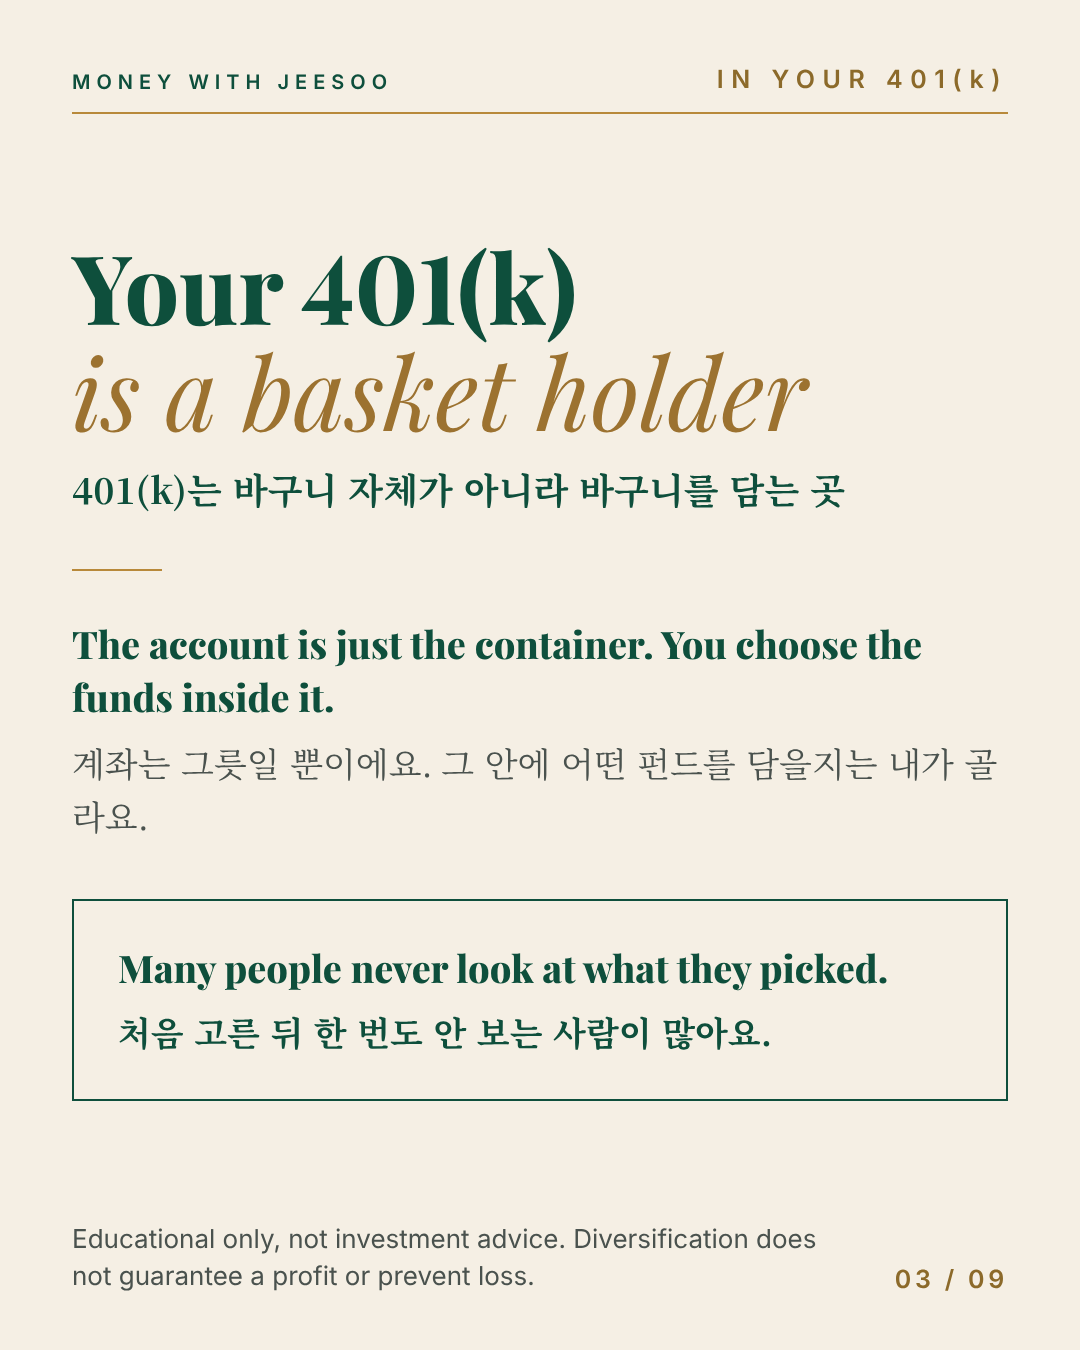 MONEY WITH JEESOO
IN YOUR 401(k)
Your 401(k)
is a basket holder
401(k)는 바구니 자체가 아니라 바구니를 담는 곳
The account is just the container. You choose the
funds inside it.
계좌는 그릇일 뿐이에요. 그 안에 어떤 펀드를 담을지는 내가 골
라요.
Many people never look at what they picked.
처음 고른 뒤 한 번도 안 보는 사람이 많아요.
Educational only, not investment advice. Diversification does
not guarantee a profit or prevent loss.
03 / 09